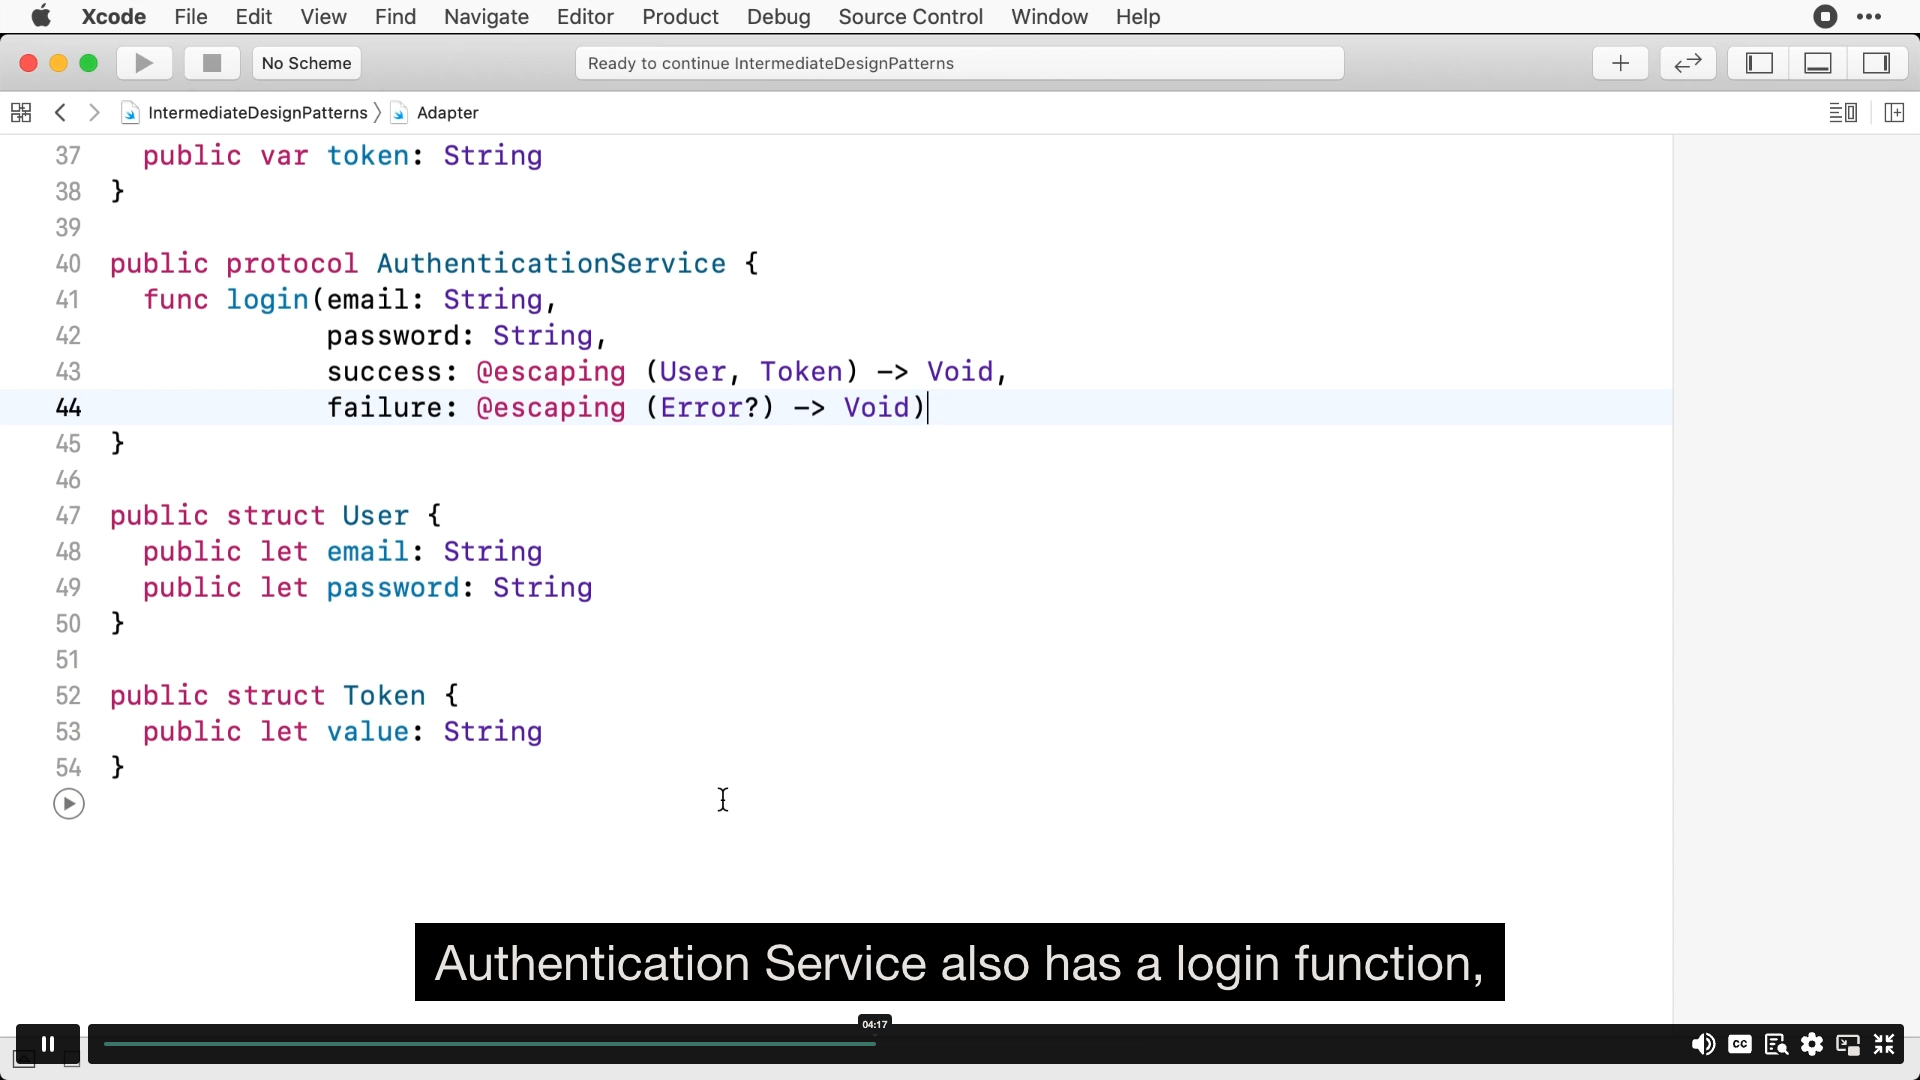 Xcode File Edit View Find Navigate Editor Product Debug Source Control Window Help
No Scheme
Ready to continue IntermediateDesignPatterns
IntermediateDesignPatterns
Adapter
37 public var token: String
38 }
39
40 public protocol AuthenticationService {
41 func login(email: String,
42 password: String,
43 success: @escaping (User, Token) -> Void,
44 failure: @escaping (Error?) -> Void)
45 }
46
47 public struct User {
48 public let email: String
49 public let password: String
50 }
51
52 public struct Token {
53 public let value: String
54 }
Authentication Service also has a login function,
04:17
CC